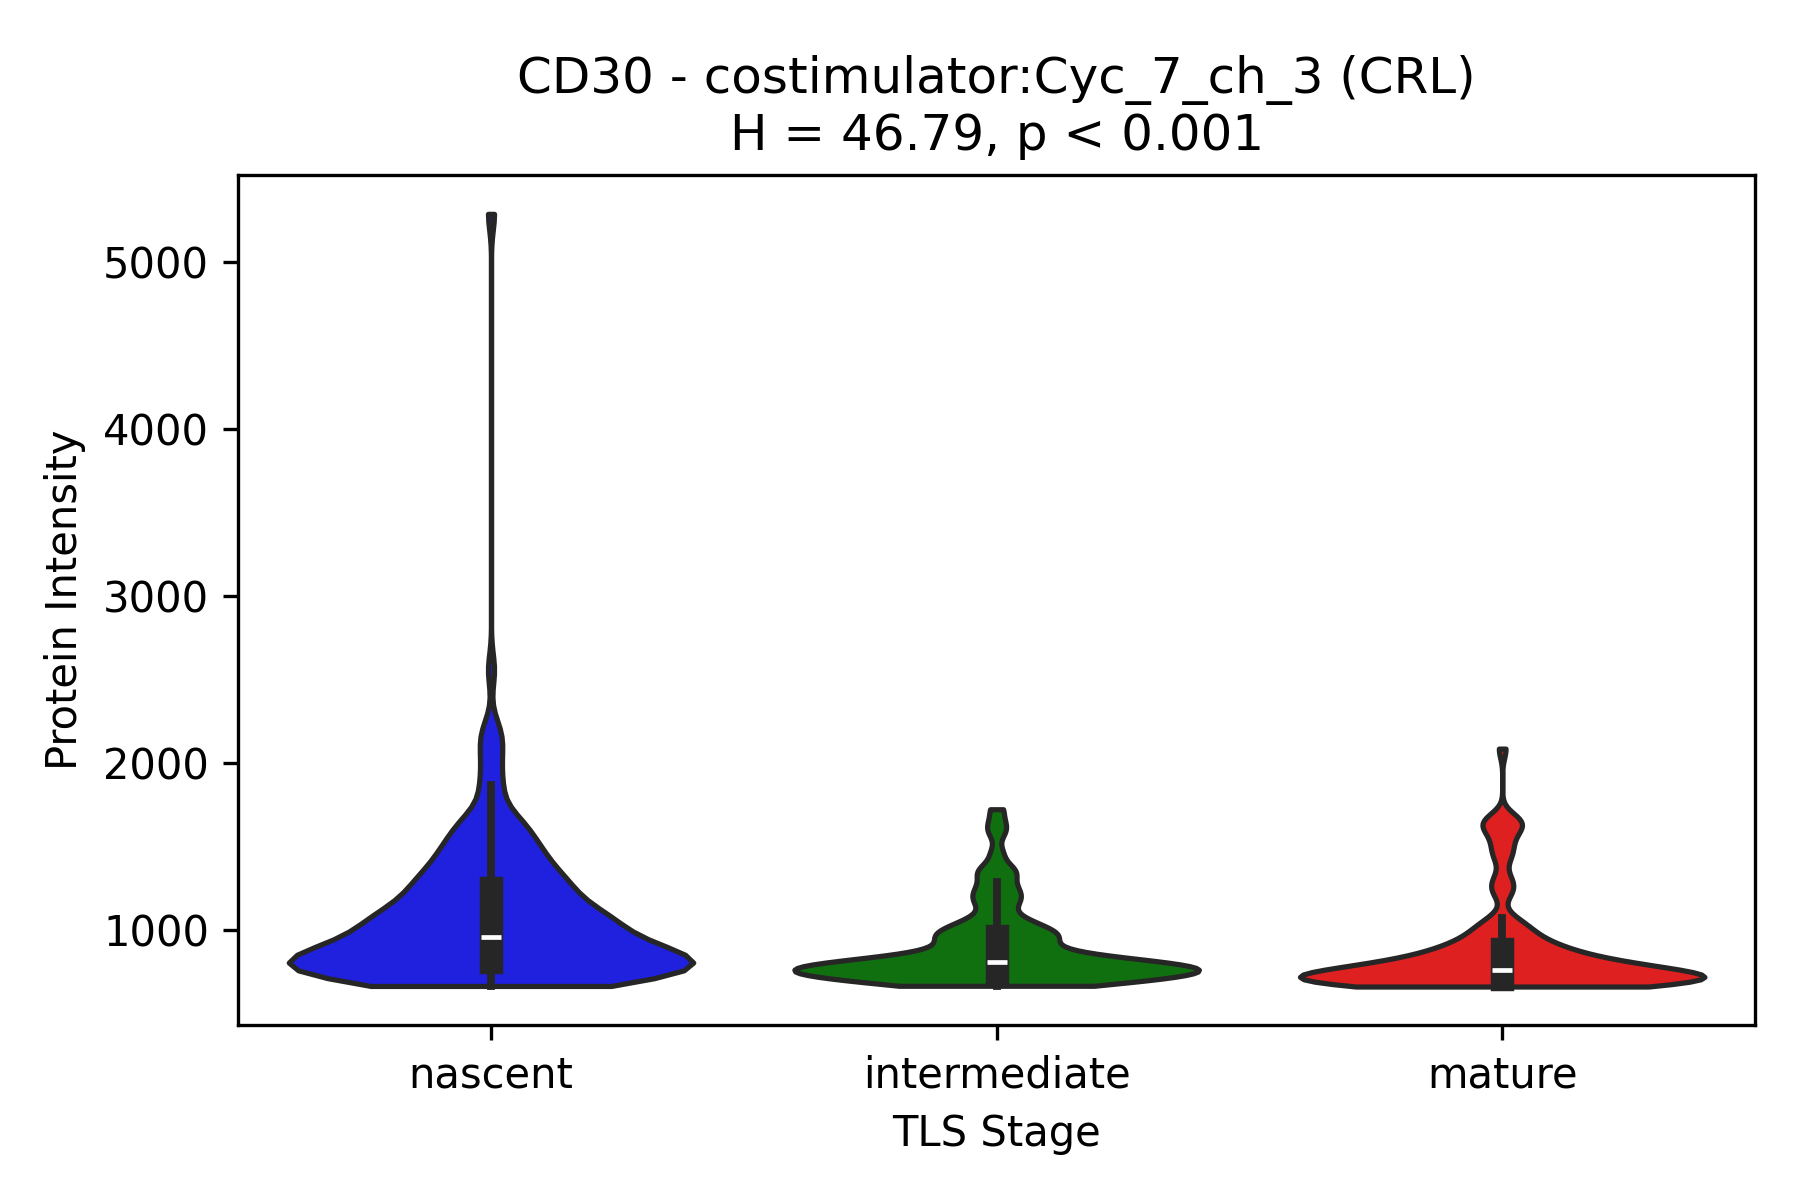 CD30 - costimulator:Cyc_7_ch_3 (CRL)
H = 46.79, p < 0.001
Protein Intensity
5000
4000
3000
2000
1000
nascent
intermediate
mature
TLS Stage